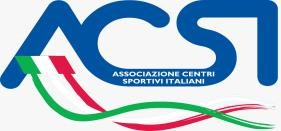 ACSI
ASSOCIAZIONE CENTRI
SPORTIVI ITALIANI